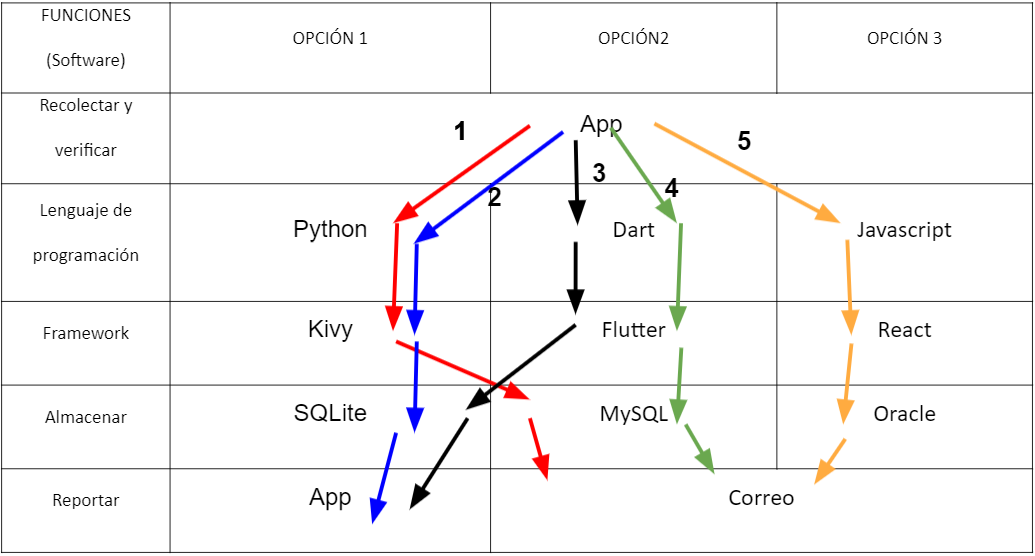 FUNCIONES
(Software)
OPCIÓN 1
OPCIÓN2
OPCIÓN 3
Recolectar y
verificar
App
1
2
3
4
5
Lenguaje de
programación
Python
Dart
Javascript
Framework
Kivy
Flutter
React
Almacenar
SQLite
MySQL
Oracle
Reportar
App
Correo